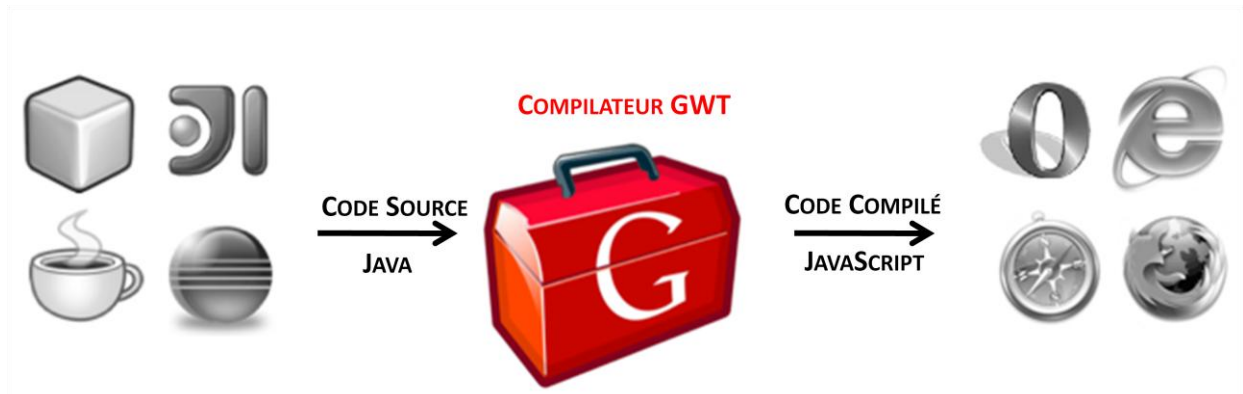 COMPILATEUR GWT
CODE SOURCE
JAVA
G
CODE COMPILÉ
JAVASCRIPT